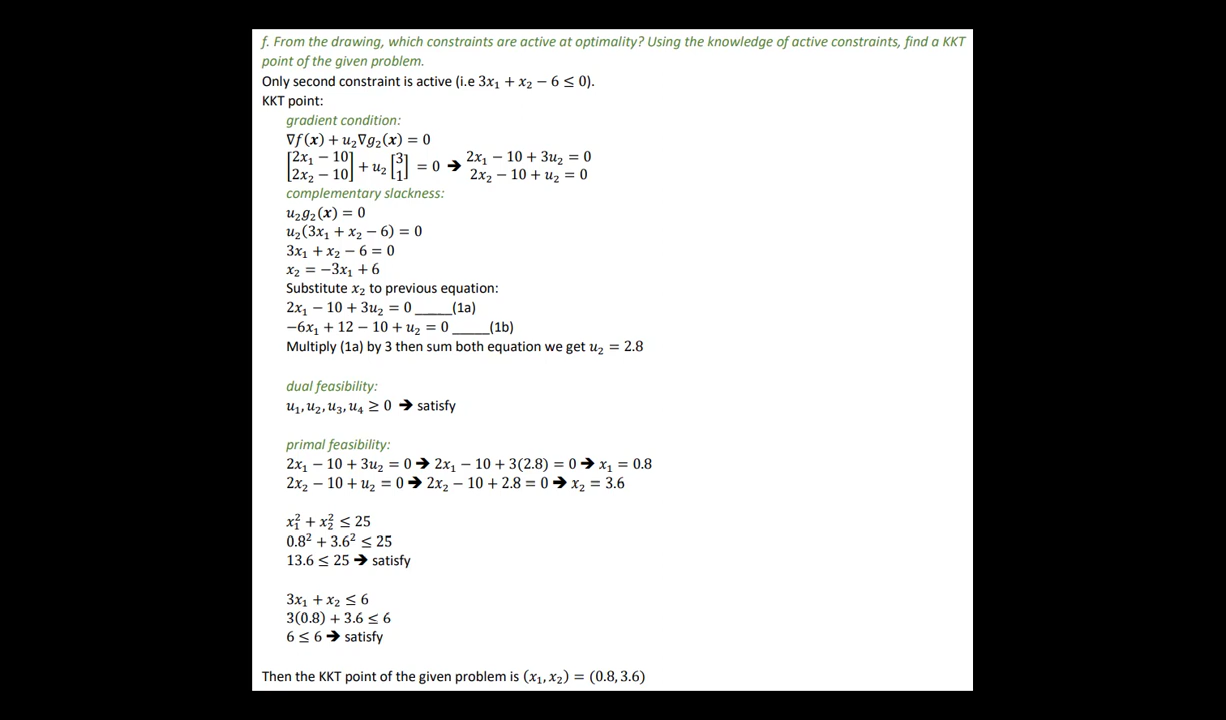 f. From the drawing, which constraints are active at optimality? Using the knowledge of active constraints, find a KKT
point of the given problem.
Only second constraint is active (i.e 3x₁ + x₂ − 6 ≤ 0).
KKT point:
gradient condition:
∇f(x) + u₂∇g₂(x) = 0
[2x₁ − 10; 2x₂ − 10] + u₂ [3; 1] = 0 ➔ 2x₁ − 10 + 3u₂ = 0
2x₂ − 10 + u₂ = 0
complementary slackness:
u₂g₂(x) = 0
u₂(3x₁ + x₂ − 6) = 0
3x₁ + x₂ − 6 = 0
x₂ = −3x₁ + 6
Substitute x₂ to previous equation:
2x₁ − 10 + 3u₂ = 0 _____(1a)
−6x₁ + 12 − 10 + u₂ = 0 _____(1b)
Multiply (1a) by 3 then sum both equation we get u₂ = 2.8
dual feasibility:
u₁, u₂, u₃, u₄ ≥ 0 ➔ satisfy
primal feasibility:
2x₁ − 10 + 3u₂ = 0 ➔ 2x₁ − 10 + 3(2.8) = 0 ➔ x₁ = 0.8
2x₂ − 10 + u₂ = 0 ➔ 2x₂ − 10 + 2.8 = 0 ➔ x₂ = 3.6
x₁² + x₂² ≤ 25
0.8² + 3.6² ≤ 25
13.6 ≤ 25 ➔ satisfy
3x₁ + x₂ ≤ 6
3(0.8) + 3.6 ≤ 6
6 ≤ 6 ➔ satisfy
Then the KKT point of the given problem is (x₁, x₂) = (0.8, 3.6)